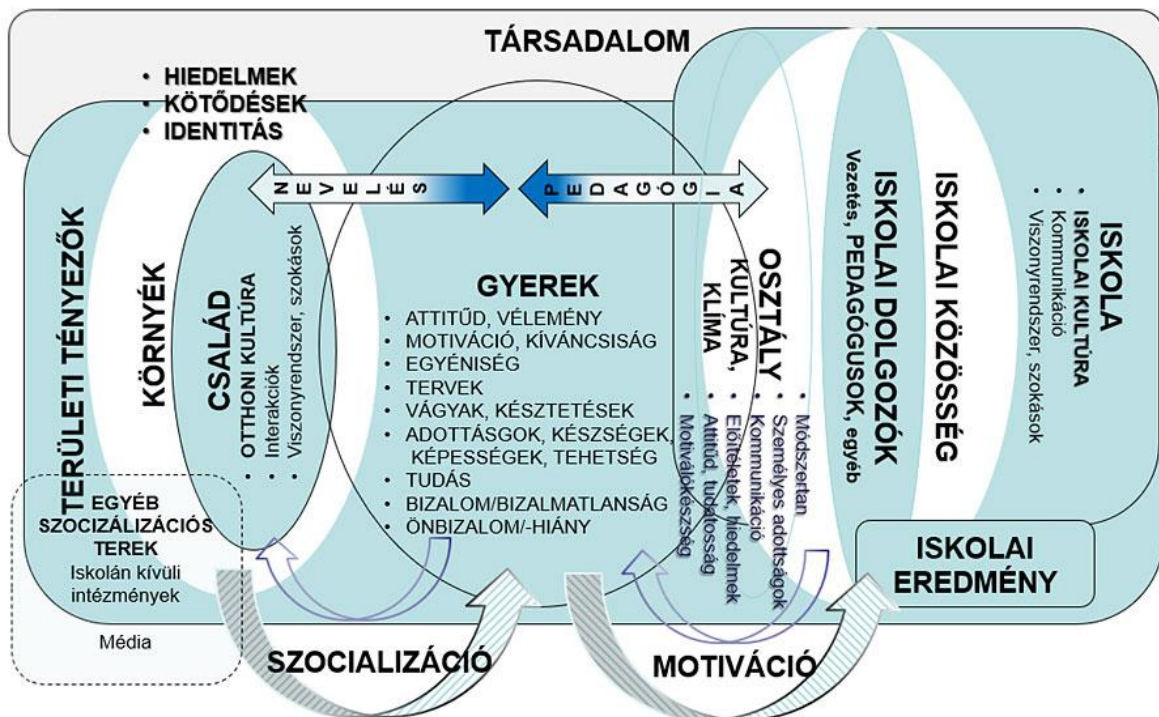 TÁRSADALOM
• HIEDELMEK
• KÖTŐDÉSEK
• IDENTITÁS
TERÜLETI TÉNYEZŐK
KÖRNYÉK
CSALÁD
• OTTHONI KULTÚRA
• Interakciók
• Viszonyrendszer, szokások
NEVELÉS
PEDAGÓGIA
GYEREK
• ATTITŰD, VÉLEMÉNY
• MOTIVÁCIÓ, KÍVÁNCSISÁG
• EGYÉNISÉG
• TERVEK
• VÁGYAK, KÉSZTETÉSEK
• ADOTTÁSGOK, KÉSZSÉGEK,
KÉPESSÉGEK, TEHETSÉG
• TUDÁS
• BIZALOM/BIZALMATLANSÁG
• ÖNBIZALOM/-HIÁNY
OSZTÁLY
KULTÚRA,
KLÍMA
• Módszertan
• Személyes adottságok
• Kommunikáció
• Előítéletek, hiedelmek
• Attitűd, tudatosság
• Motiválókészség
ISKOLAI DOLGOZÓK
Vezetés, PEDAGÓGUSOK, egyéb
ISKOLAI KÖZÖSSÉG
ISKOLA
• ISKOLAI KULTÚRA
• Kommunikáció
• Viszonyrendszer, szokások
EGYÉB
SZOCIZÁLIZÁCIÓS
TEREK
Iskolán kívüli
intézmények
Média
ISKOLAI
EREDMÉNY
SZOCIALIZÁCIÓ
MOTIVÁCIÓ